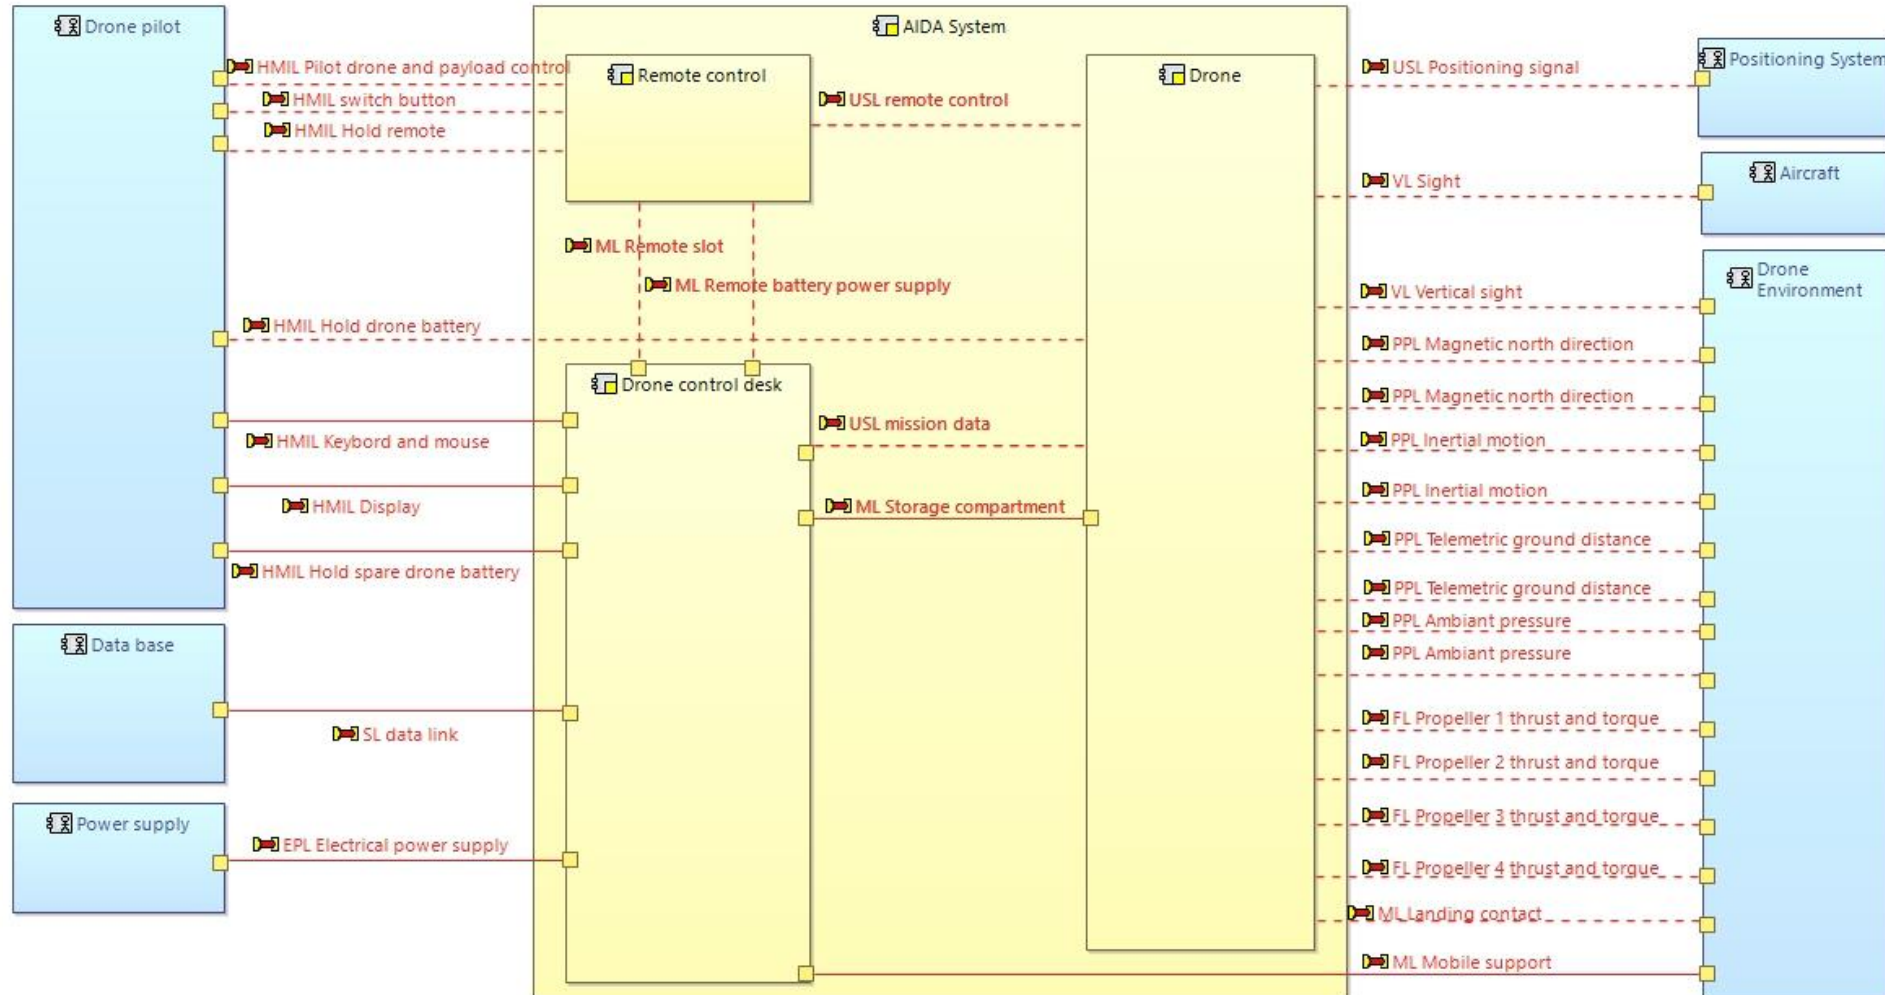 Drone pilot
AIDA System
HMIL Pilot drone and payload control
Remote control
Drone
USL Positioning signal
Positioning System
HMIL switch button
USL remote control
HMIL Hold remote
VL Sight
Aircraft
ML Remote slot
ML Remote battery power supply
VL Vertical sight
Drone
Environment
HMIL Hold drone battery
PPL Magnetic north direction
Drone control desk
PPL Magnetic north direction
HMIL Keybord and mouse
USL mission data
PPL Inertial motion
HMIL Display
ML Storage compartment
PPL Inertial motion
PPL Telemetric ground distance
HMIL Hold spare drone battery
PPL Telemetric ground distance
PPL Ambiant pressure
Data base
PPL Ambiant pressure
SL data link
FL Propeller 1 thrust and torque
FL Propeller 2 thrust and torque
Power supply
FL Propeller 3 thrust and torque
EPL Electrical power supply
FL Propeller 4 thrust and torque
ML Landing contact
ML Mobile support